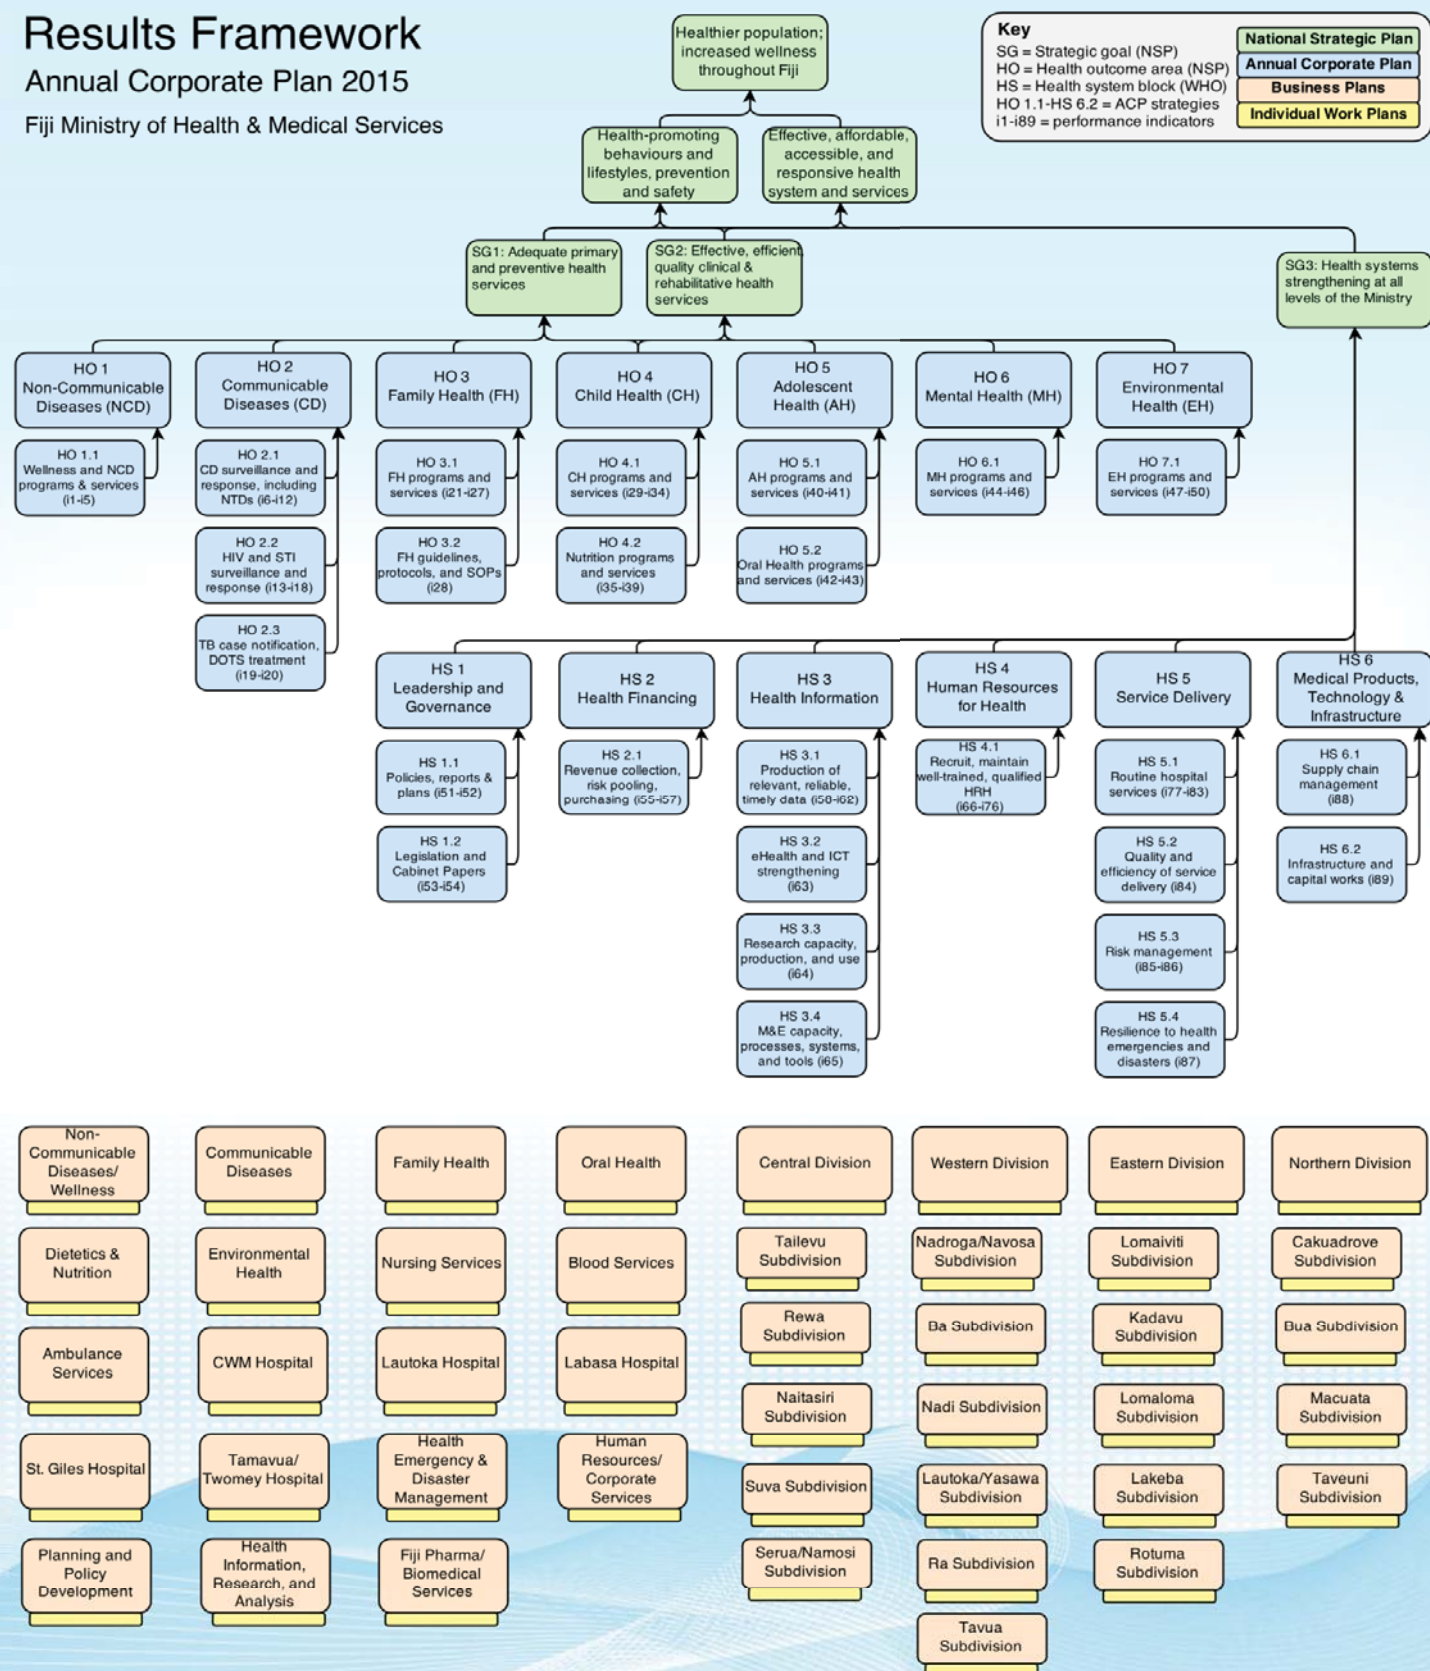 Results Framework
Annual Corporate Plan 2015
Fiji Ministry of Health & Medical Services
Healthier population;
increased wellness
throughout Fiji
Key
SG = Strategic goal (NSP)
HO = Health outcome area (NSP)
HS = Health system block (WHO)
HO 1.1-HS 6.2 = ACP strategies
i1-i89 = performance indicators
National Strategic Plan
Annual Corporate Plan
Business Plans
Individual Work Plans
Health-promoting
behaviours and
lifestyles, prevention
and safety
Effective, affordable,
accessible, and
responsive health
system and services
SG1: Adequate primary
and preventive health
services
SG2: Effective, efficient,
quality clinical &
rehabilitative health
services
SG3: Health systems
strengthening at all
levels of the Ministry
HO 1
Non-Communicable
Diseases (NCD)
HO 2
Communicable
Diseases (CD)
HO 3
Family Health (FH)
HO 4
Child Health (CH)
HO 5
Adolescent
Health (AH)
HO 6
Mental Health (MH)
HO 7
Environmental
Health (EH)
HO 1.1
Wellness and NCD
programs & services
(i1-i5)
HO 2.1
CD surveillance and
response, including
NTDs (i6-i12)
HO 3.1
FH programs and
services (i21-i27)
HO 4.1
CH programs and
services (i29-i34)
HO 5.1
AH programs and
services (i40-i41)
HO 6.1
MH programs and
services (i44-i46)
HO 7.1
EH programs and
services (i47-i50)
HO 2.2
HIV and STI
surveillance and
response (i13-i18)
HO 3.2
FH guidelines,
protocols, and SOPs
(i28)
HO 4.2
Nutrition programs
and services
(i35-i39)
HO 5.2
Oral Health programs
and services (i42-i43)
HO 2.3
TB case notification,
DOTS treatment
(i19-i20)
HS 1
Leadership and
Governance
HS 2
Health Financing
HS 3
Health Information
HS 4
Human Resources
for Health
HS 5
Service Delivery
HS 6
Medical Products,
Technology &
Infrastructure
HS 1.1
Policies, reports &
plans (i51-i52)
HS 2.1
Revenue collection,
risk pooling,
purchasing (i55-i57)
HS 3.1
Production of
relevant, reliable,
timely data (i58-i62)
HS 4.1
Recruit, maintain
well-trained, qualified
HRH
(i66-i76)
HS 5.1
Routine hospital
services (i77-i83)
HS 6.1
Supply chain
management
(i88)
HS 1.2
Legislation and
Cabinet Papers
(i53-i54)
HS 3.2
eHealth and ICT
strengthening
(i63)
HS 5.2
Quality and
efficiency of service
delivery (i84)
HS 6.2
Infrastructure and
capital works (i89)
HS 3.3
Research capacity,
production, and use
(i64)
HS 5.3
Risk management
(i85-i86)
HS 3.4
M&E capacity,
processes, systems,
and tools (i65)
HS 5.4
Resilience to health
emergencies and
disasters (i87)
Non-
Communicable
Diseases/
Wellness
Communicable
Diseases
Family Health
Oral Health
Central Division
Western Division
Eastern Division
Northern Division
Dietetics &
Nutrition
Environmental
Health
Nursing Services
Blood Services
Tailevu
Subdivision
Nadroga/Navosa
Subdivision
Lomaiviti
Subdivision
Cakuadrove
Subdivision
Rewa
Subdivision
Ba Subdivision
Kadavu
Subdivision
Bua Subdivision
Ambulance
Services
CWM Hospital
Lautoka Hospital
Labasa Hospital
Naitasiri
Subdivision
Nadi Subdivision
Lomaloma
Subdivision
Macuata
Subdivision
St. Giles Hospital
Tamavua/
Twomey Hospital
Health
Emergency &
Disaster
Management
Human
Resources/
Corporate
Services
Suva Subdivision
Lautoka/Yasawa
Subdivision
Lakeba
Subdivision
Taveuni
Subdivision
Planning and
Policy
Development
Health
Information,
Research, and
Analysis
Fiji Pharma/
Biomedical
Services
Serua/Namosi
Subdivision
Ra Subdivision
Rotuma
Subdivision
Tavua
Subdivision